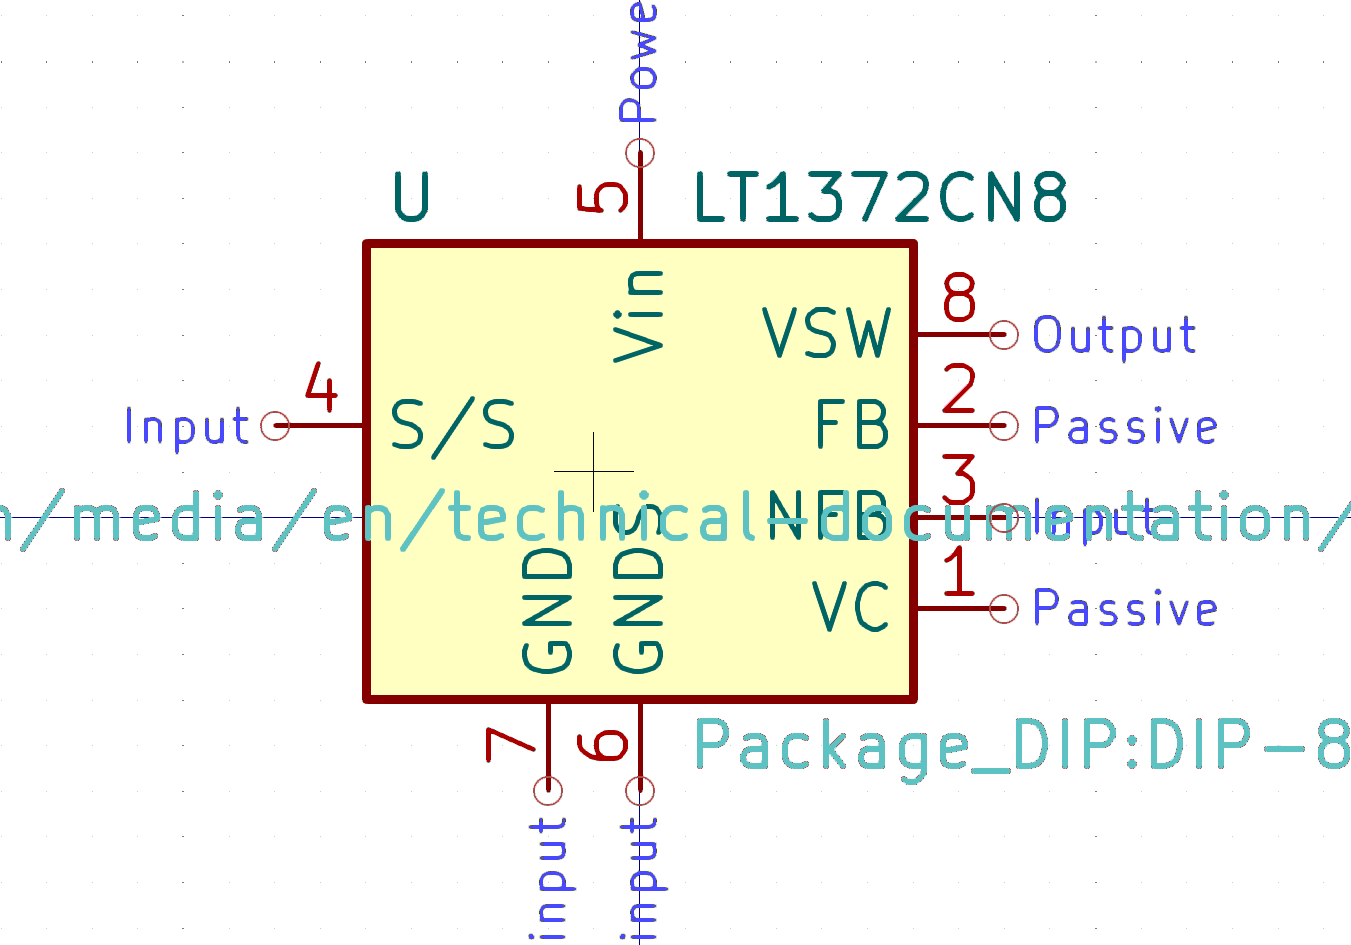 Powe
5
U
LT1372CN8
Vin
8
VSW
Output
4
2
Input
S/S
FB
Passive
3
NFB
Input
n/media/en/technical-documentation/
1
GND
GNDS
VC
Passive
7
6
Package_DIP:DIP-8
input
input